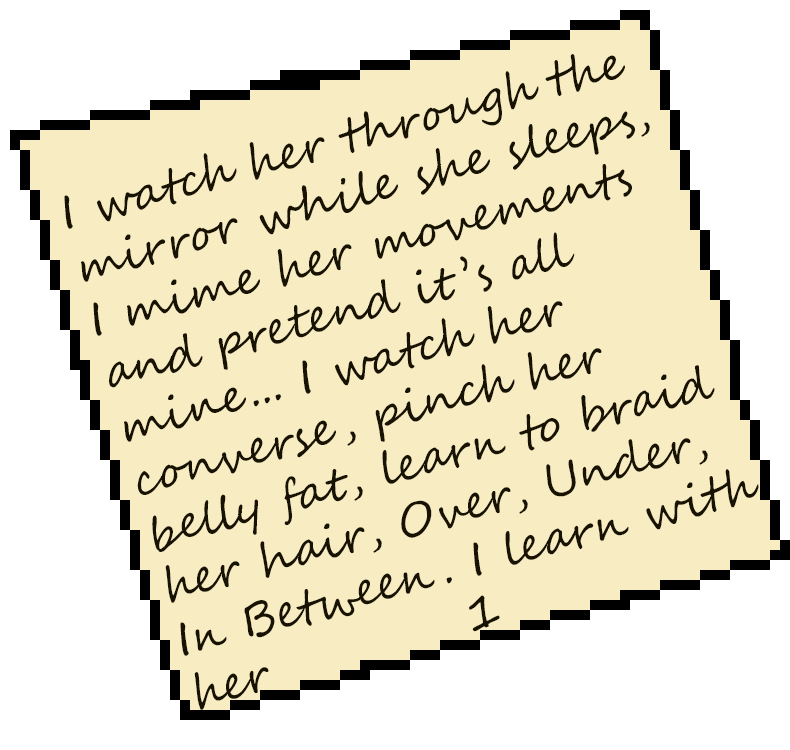 I watch her through the
mirror while she sleeps,
I mime her movements
and pretend it's all
mine... I watch her
converse, pinch her
belly fat, learn to braid
her hair, Over, Under,
In Between. I learn with
her
1